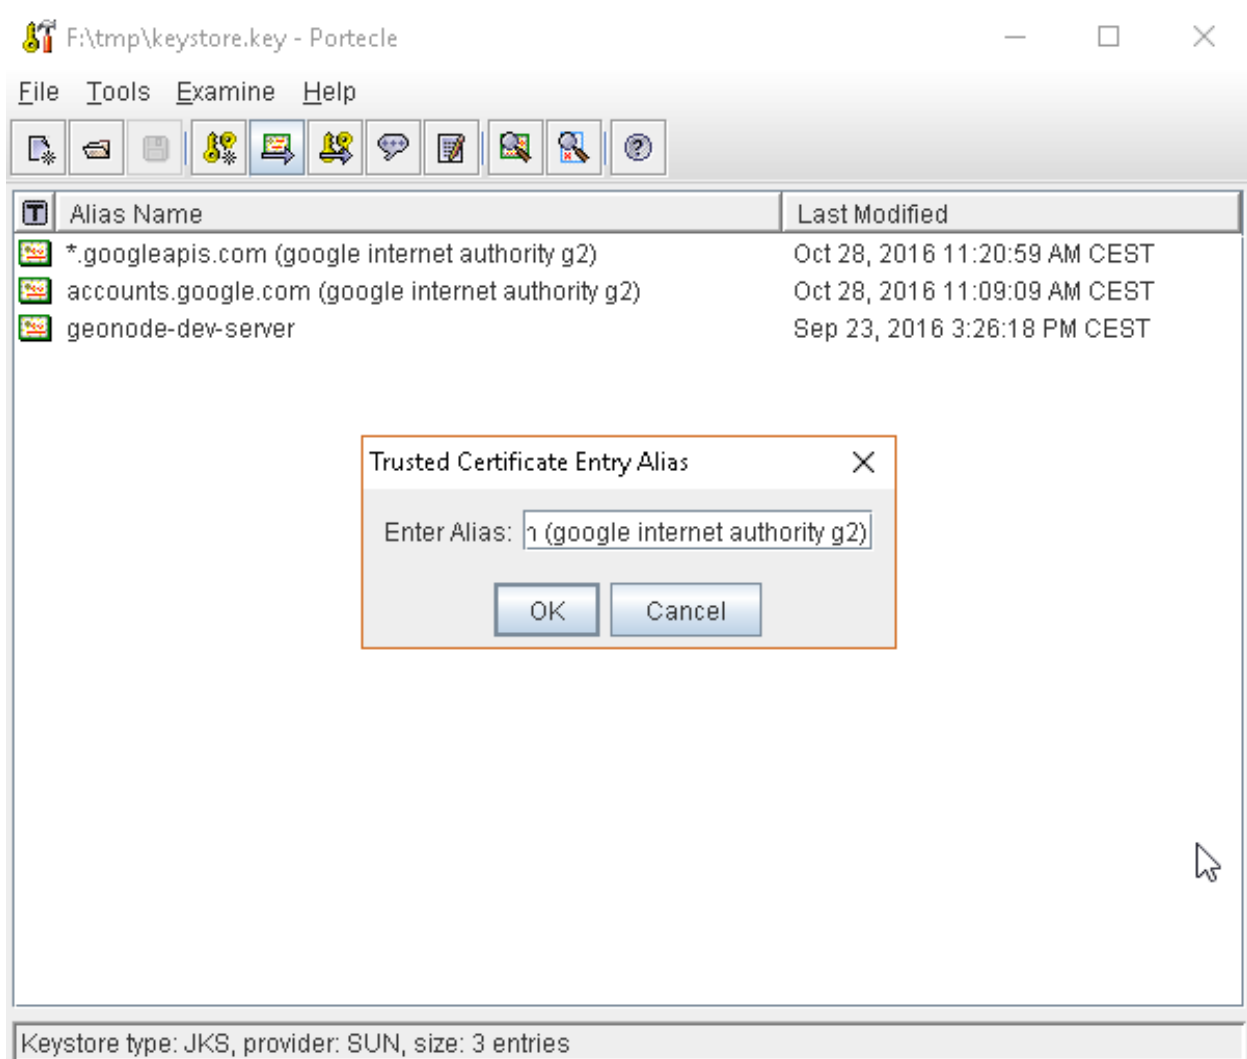 F:\tmp\keystore.key - Portecle
File Tools Examine Help
T Alias Name Last Modified
*.googleapis.com (google internet authority g2) Oct 28, 2016 11:20:59 AM CEST
accounts.google.com (google internet authority g2) Oct 28, 2016 11:09:09 AM CEST
geonode-dev-server Sep 23, 2016 3:26:18 PM CEST
Trusted Certificate Entry Alias
Enter Alias: (google internet authority g2)
OK Cancel
Keystore type: JKS, provider: SUN, size: 3 entries